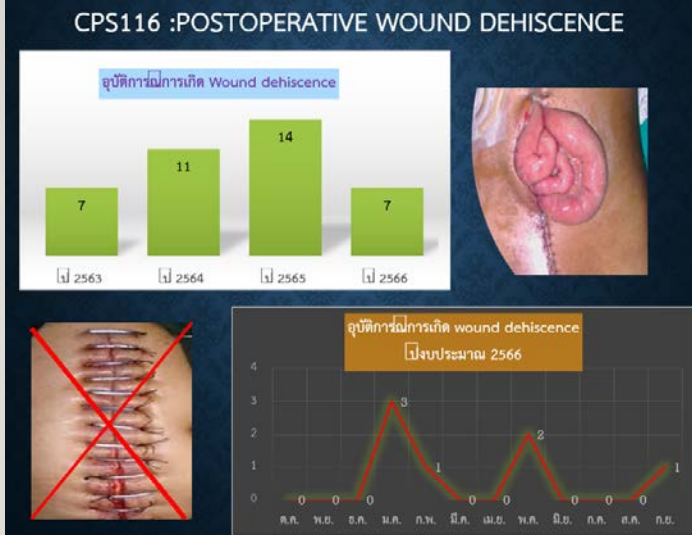 CPS116 :POSTOPERATIVE WOUND DEHISCENCE
อุบัติการณ์การเกิด Wound dehiscence
7
11
14
7
ปี 2563
ปี 2564
ปี 2565
ปี 2566
อุบัติการณ์การเกิด wound dehiscence
ปีงบประมาณ 2566
4
3
2
1
0
0
0
0
3
1
0
0
2
0
0
0
1
ต.ค. พ.ย. ธ.ค. ม.ค. ก.พ. มี.ค. เม.ย. พ.ค. มิ.ย. ก.ค. ส.ค. ก.ย.